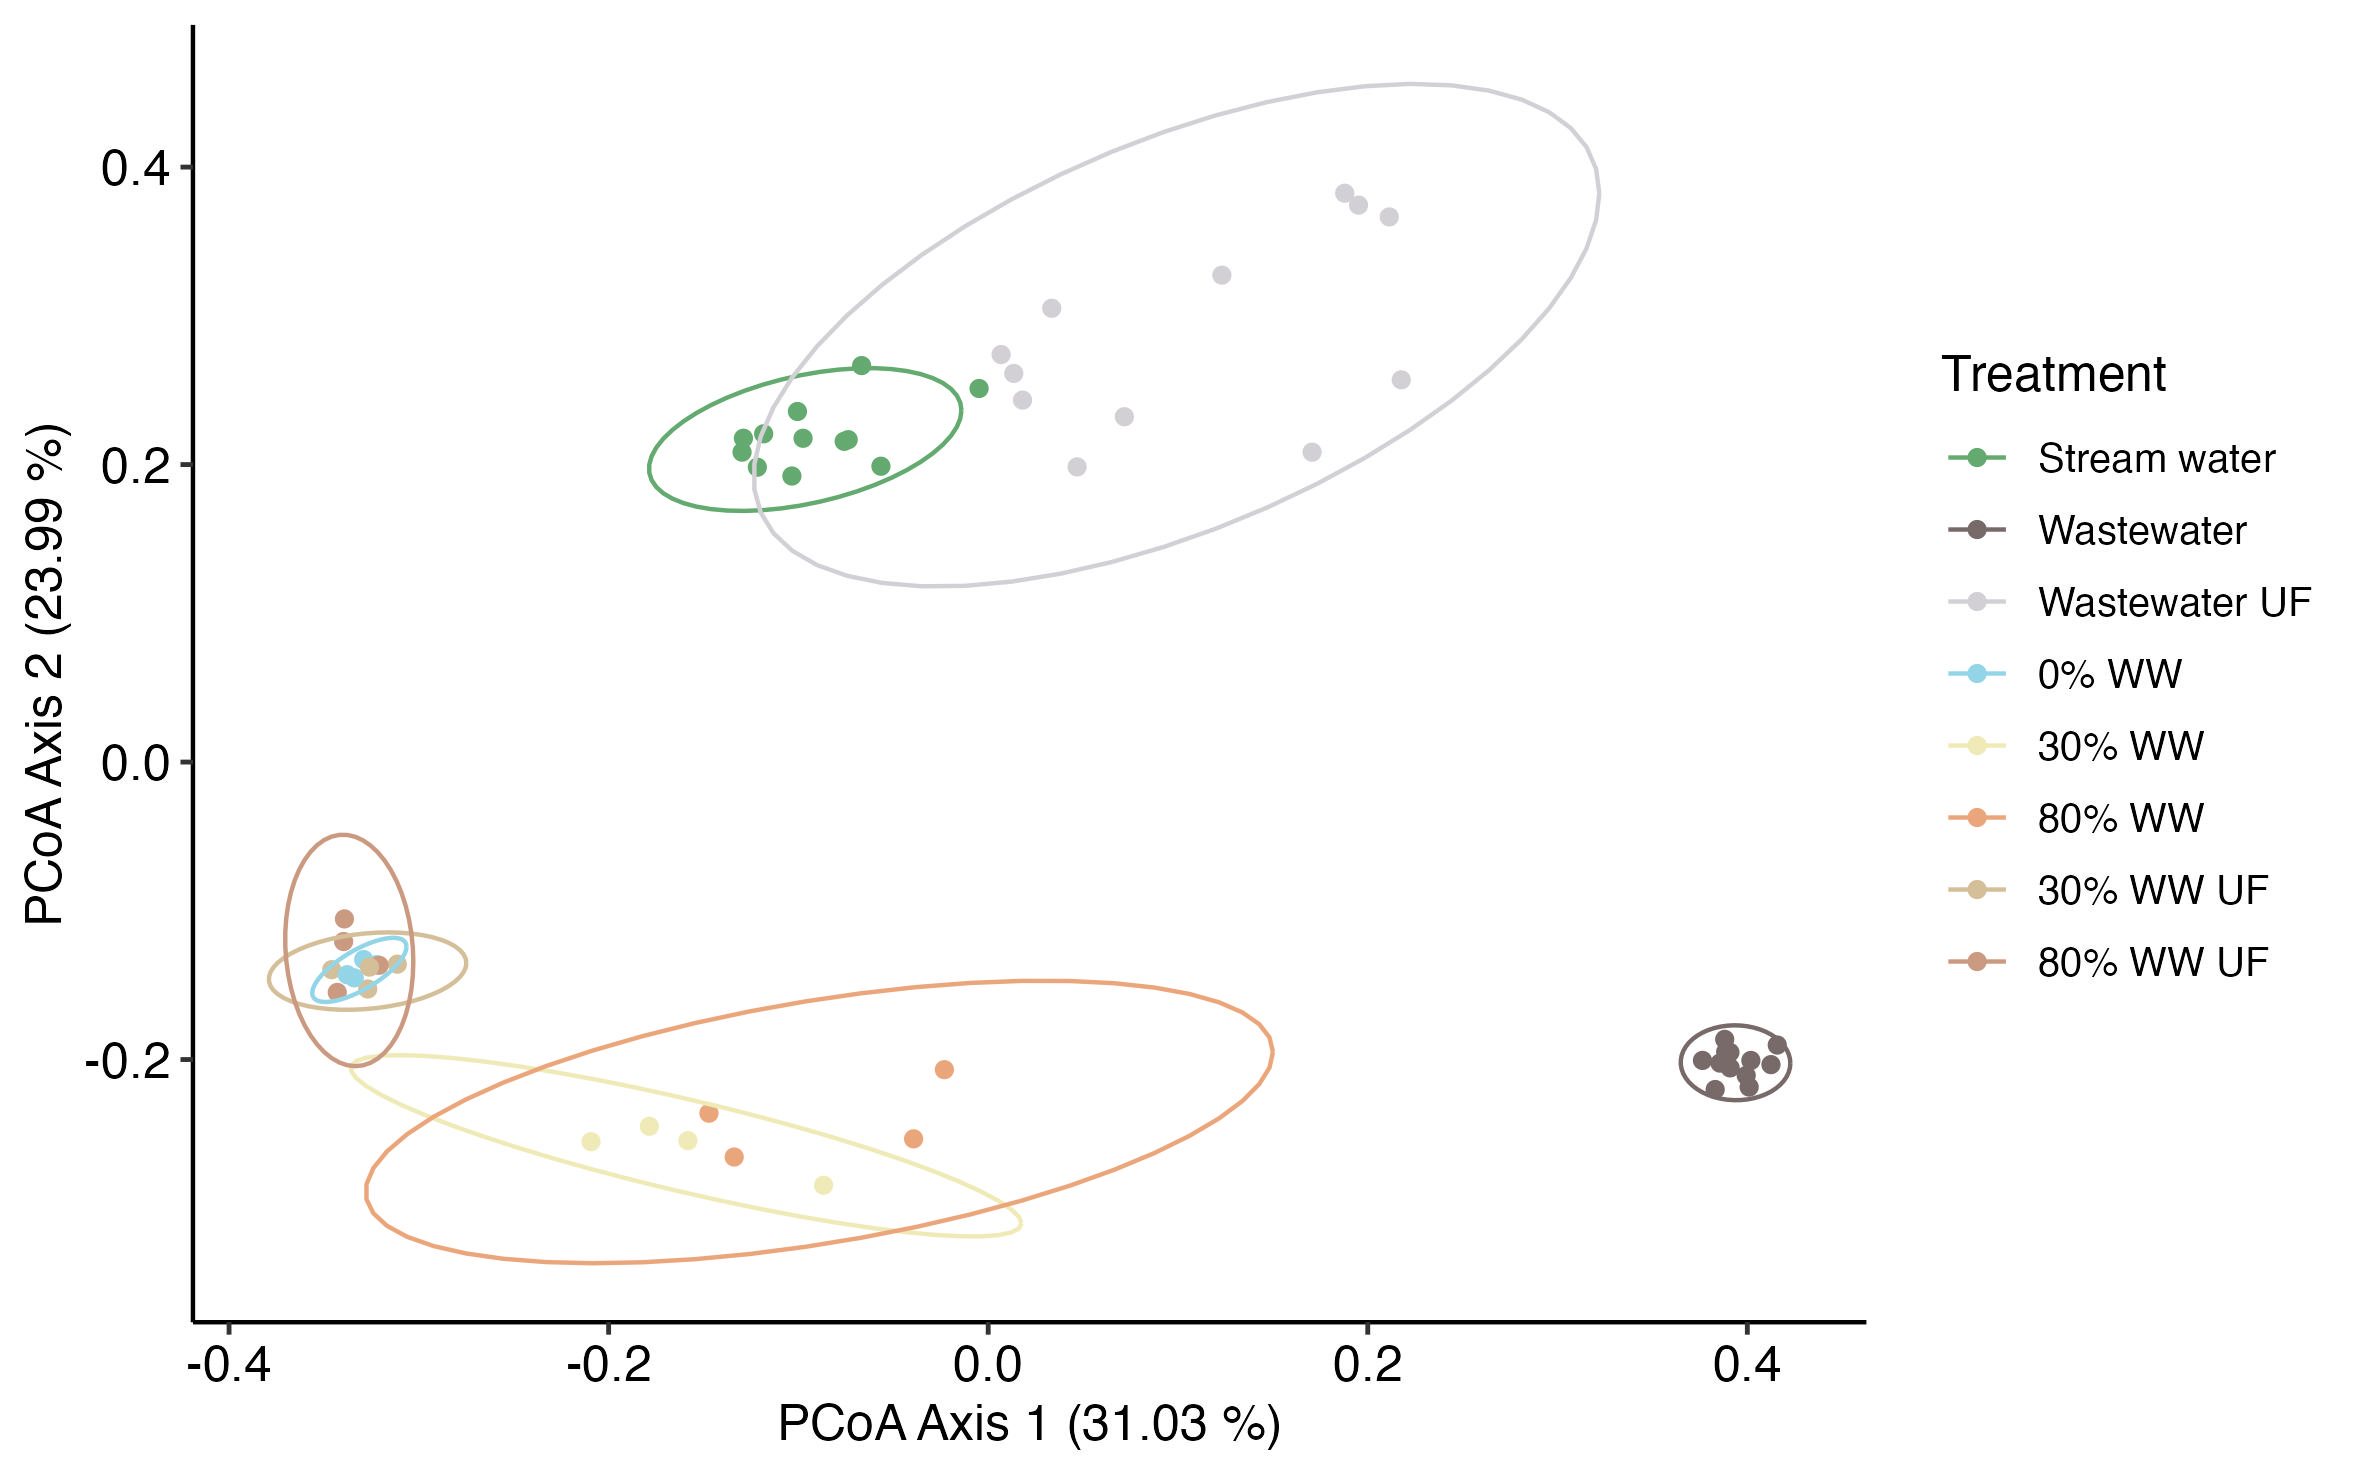 PCoA Axis 2 (23.99 %)
0.4
0.2
0.0
-0.2
-0.4
-0.2
0.0
0.2
0.4
PCoA Axis 1 (31.03 %)
Treatment
Stream water
Wastewater
Wastewater UF
0% WW
30% WW
80% WW
30% WW UF
80% WW UF